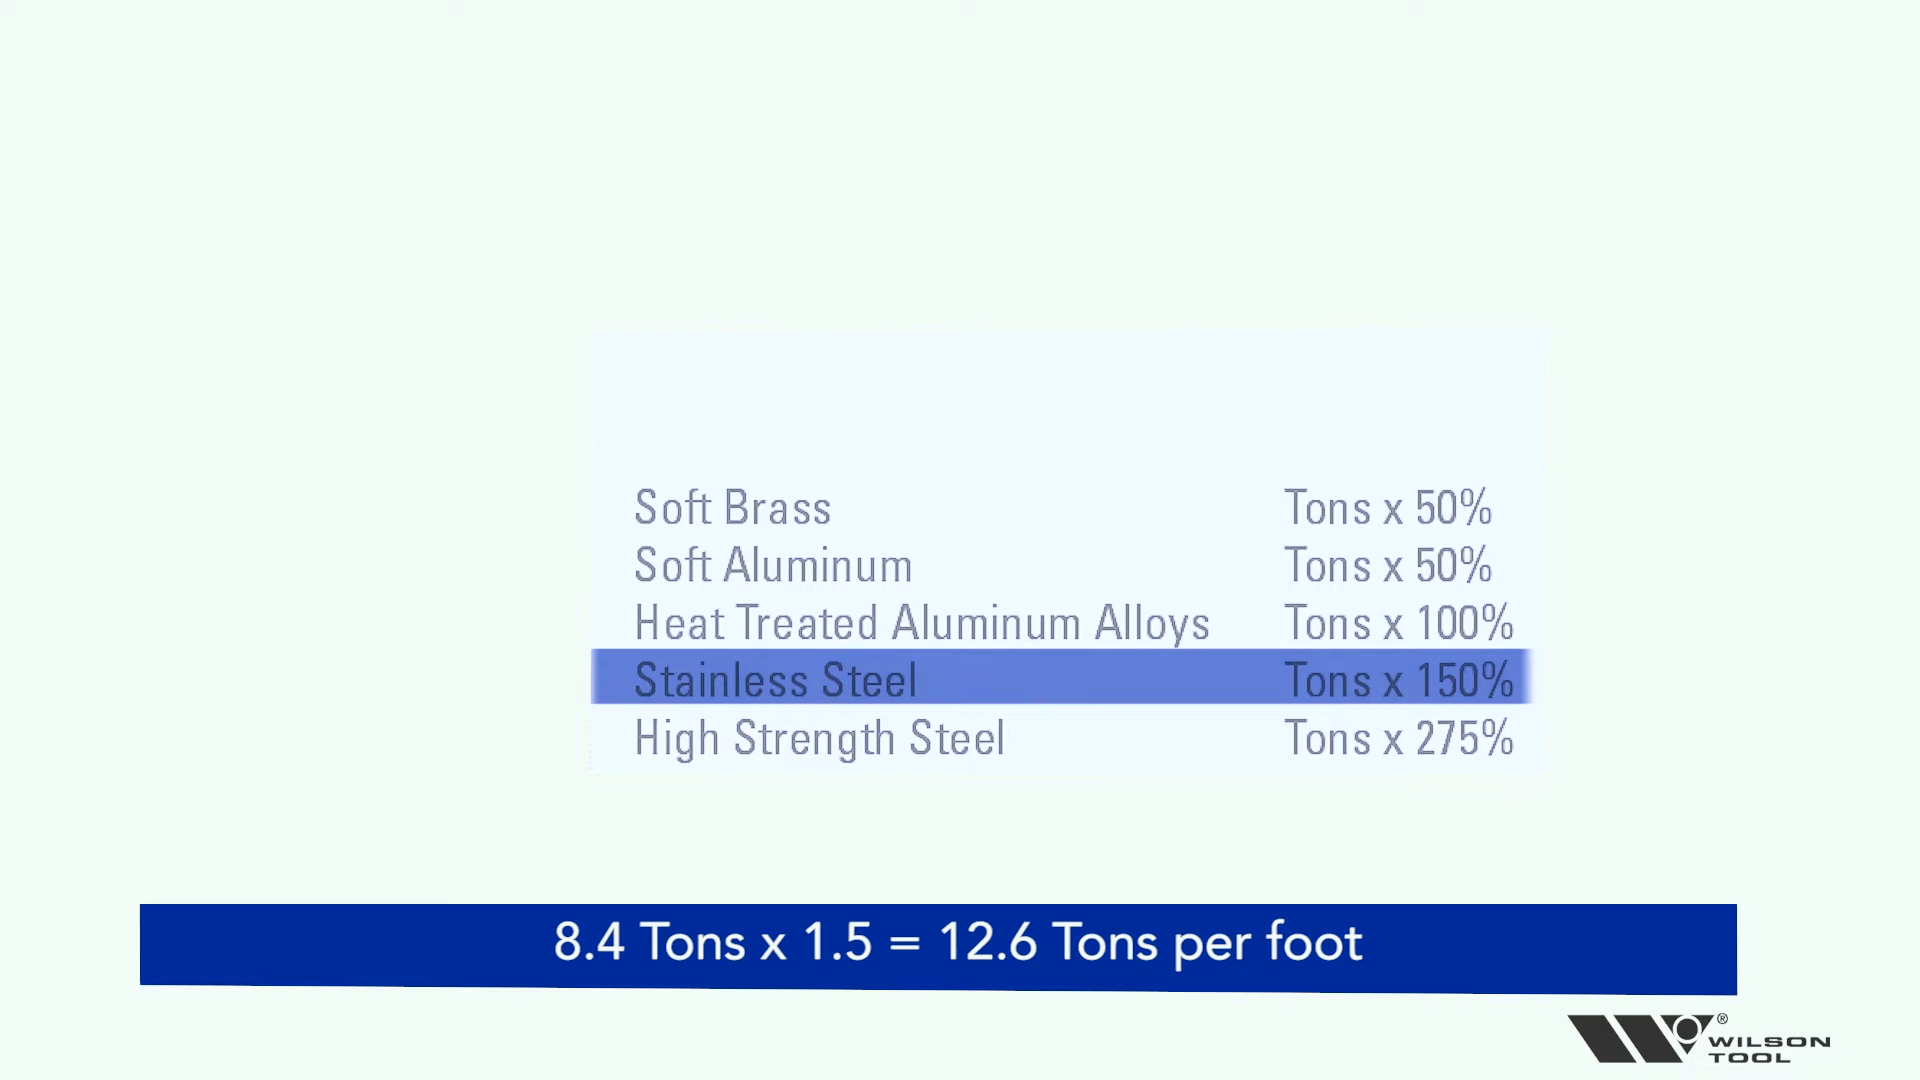 Soft Brass Tons x 50%
Soft Aluminum Tons x 50%
Heat Treated Aluminum Alloys Tons x 100%
Stainless Steel Tons x 150%
High Strength Steel Tons x 275%
8.4 Tons x 1.5 = 12.6 Tons per foot
®
WILSON
TOOL